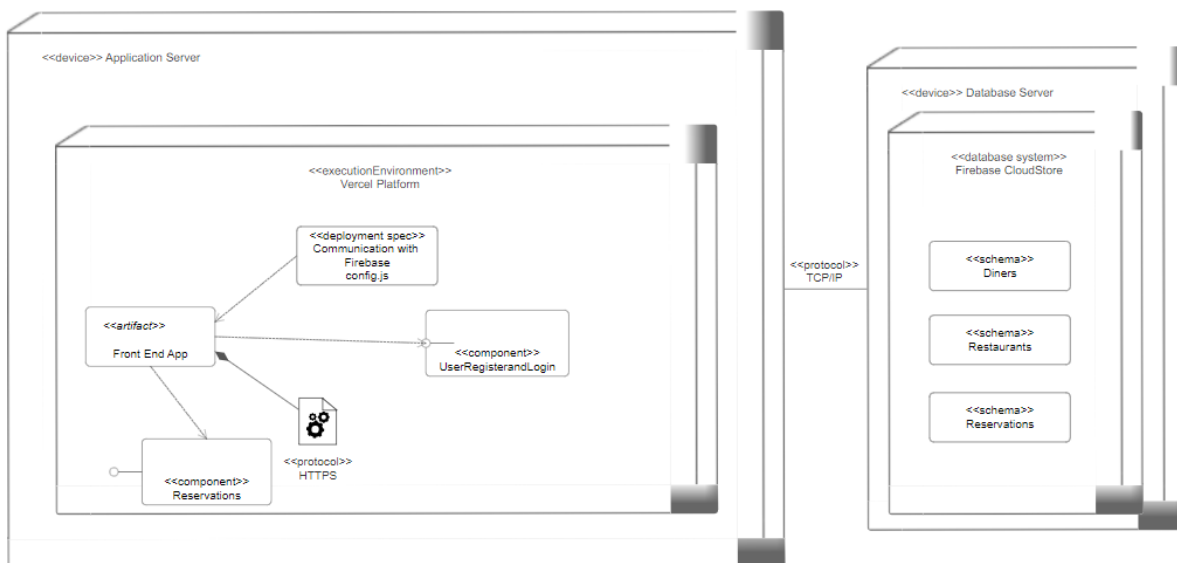 <<device>> Application Server
<<executionEnvironment>>
Vercel Platform
<<deployment spec>>
Communication with
Firebase
config.js
<<artifact>>
Front End App
<<component>>
UserRegisterandLogin
<<protocol>>
HTTPS
<<component>>
Reservations
<<protocol>>
TCP/IP
<<device>> Database Server
<<database system>>
Firebase CloudStore
<<schema>>
Diners
<<schema>>
Restaurants
<<schema>>
Reservations